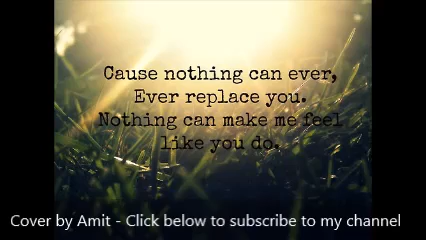 Cause nothing can ever,
Ever replace you.
Nothing can make me feel
like you do.
Cover by Amit - Click below to subscribe to my channel